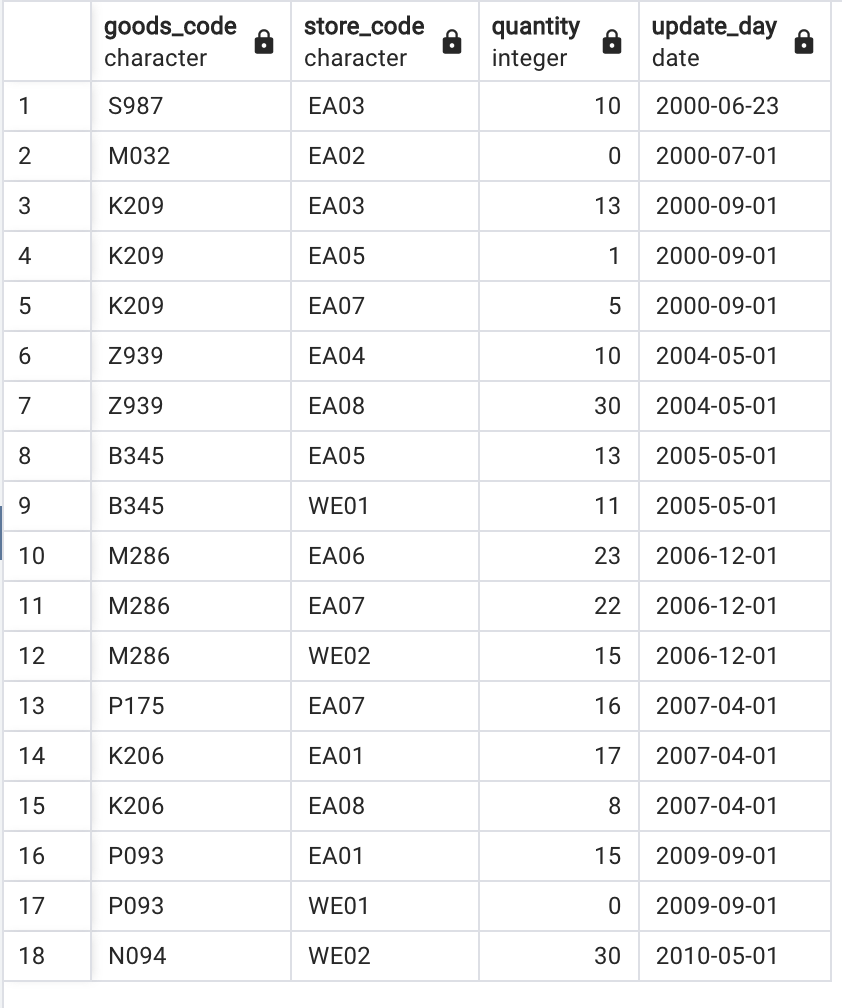 goods_code store_code quantity update_day
character character integer date
1 S987 EA03 10 2000-06-23
2 M032 EA02 0 2000-07-01
3 K209 EA03 13 2000-09-01
4 K209 EA05 1 2000-09-01
5 K209 EA07 5 2000-09-01
6 Z939 EA04 10 2004-05-01
7 Z939 EA08 30 2004-05-01
8 B345 EA05 13 2005-05-01
9 B345 WE01 11 2005-05-01
10 M286 EA06 23 2006-12-01
11 M286 EA07 22 2006-12-01
12 M286 WE02 15 2006-12-01
13 P175 EA07 16 2007-04-01
14 K206 EA01 17 2007-04-01
15 K206 EA08 8 2007-04-01
16 P093 EA01 15 2009-09-01
17 P093 WE01 0 2009-09-01
18 N094 WE02 30 2010-05-01